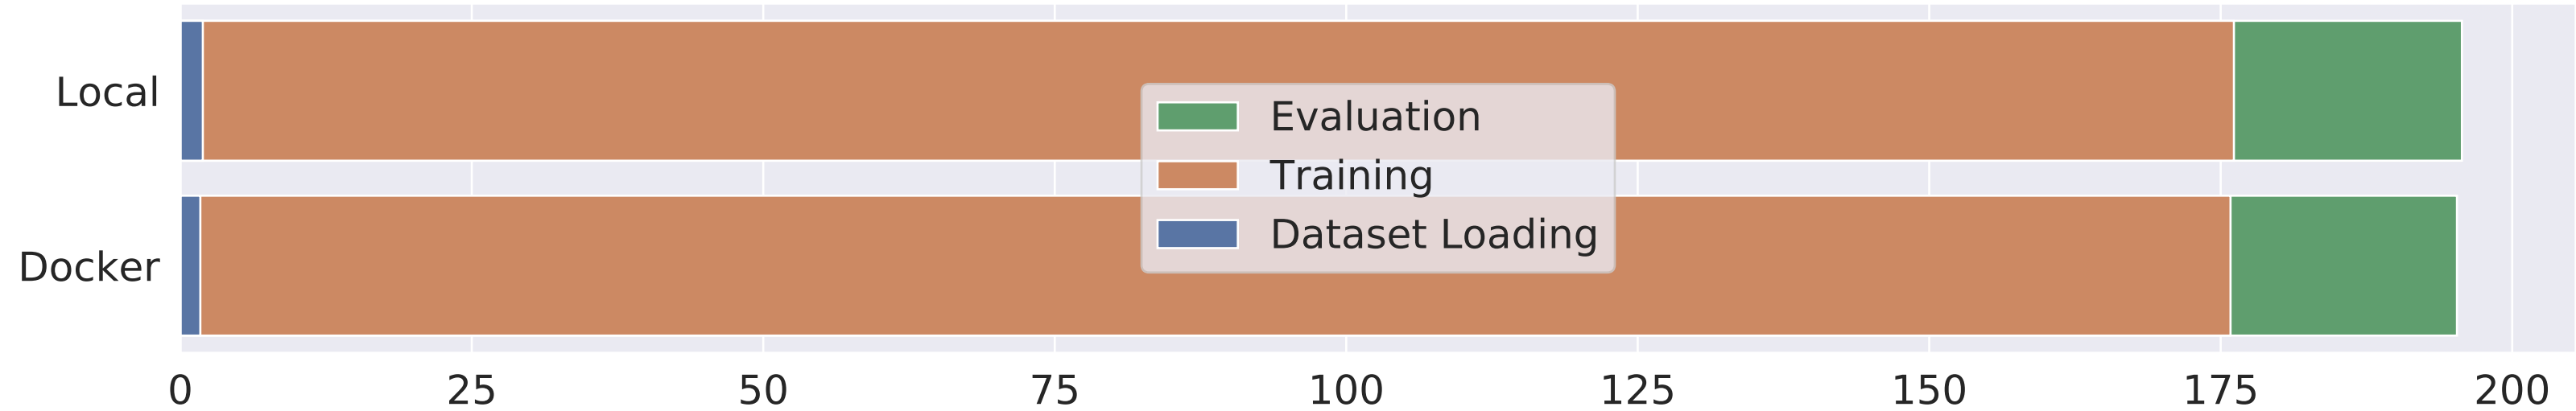 Local
Evaluation
Training
Dataset Loading
Docker
0 25 50 75 100 125 150 175 200